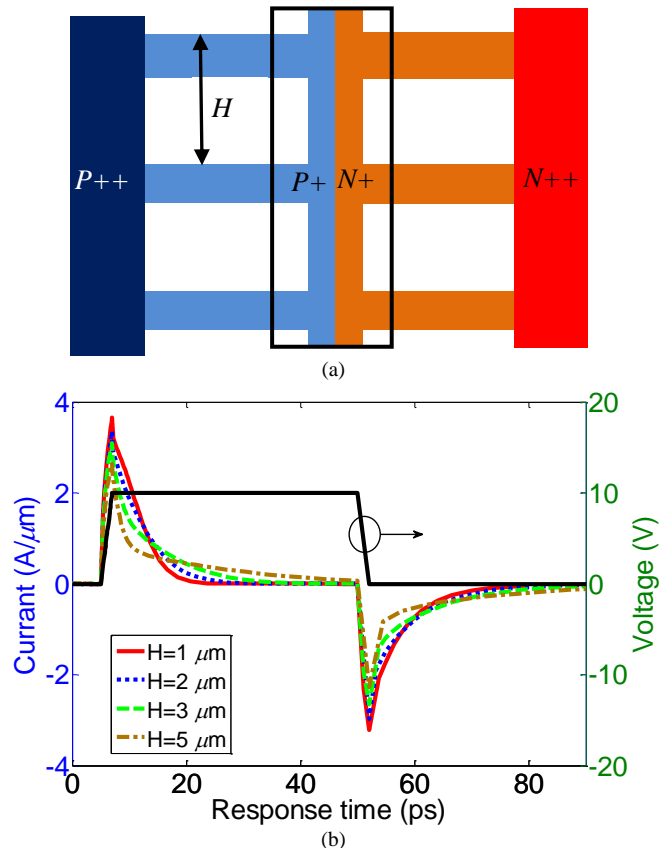 H
P++
P+
N+
N++
(a)
4
2
0
-2
-4
Currant (A/μm)
20
10
0
-10
-20
Voltage (V)
H=1 μm
H=2 μm
H=3 μm
H=5 μm
0
20
40
60
80
Response time (ps)
(b)